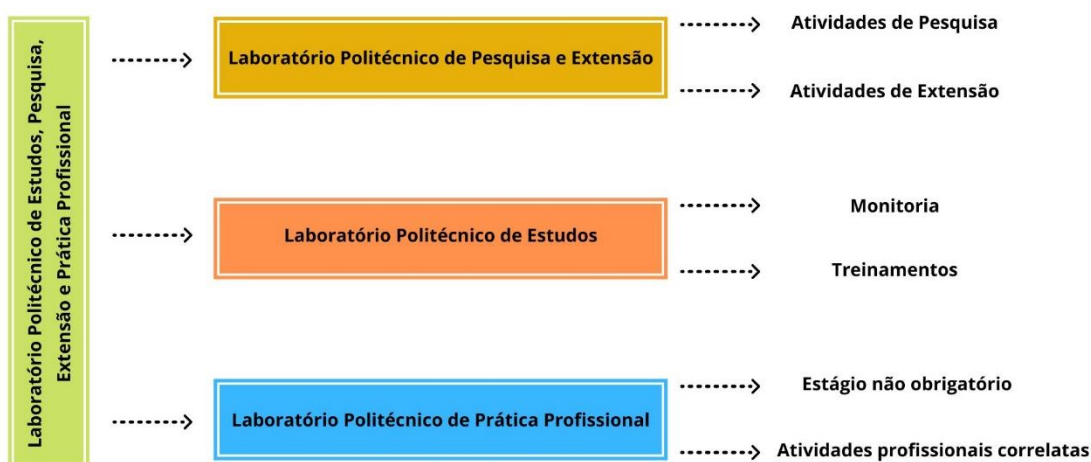 Laboratório Politécnico de Estudos, Pesquisa,
Extensão e Prática Profissional
Laboratório Politécnico de Pesquisa e Extensão
Atividades de Pesquisa
Atividades de Extensão
Laboratório Politécnico de Estudos
Monitoria
Treinamentos
Laboratório Politécnico de Prática Profissional
Estágio não obrigatório
Atividades profissionais correlatas